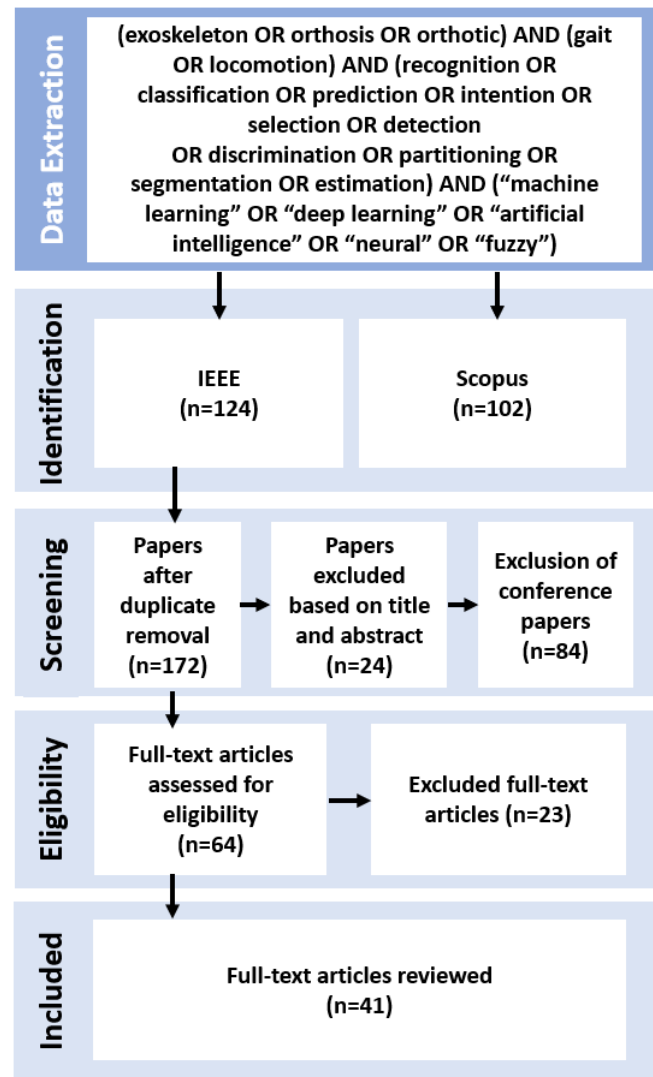 Data Extraction
(exoskeleton OR orthosis OR orthotic) AND (gait
OR locomotion) AND (recognition OR
classification OR prediction OR intention OR
selection OR detection
OR discrimination OR partitioning OR
segmentation OR estimation) AND (“machine
learning” OR “deep learning” OR “artificial
intelligence” OR “neural” OR “fuzzy”)
Identification
IEEE
(n=124)
Scopus
(n=102)
Screening
Papers
after
duplicate
removal
(n=172)
Papers
excluded
based on title
and abstract
(n=24)
Exclusion of
conference
papers
(n=84)
Eligibility
Full-text articles
assessed for
eligibility
(n=64)
Excluded full-text
articles (n=23)
Included
Full-text articles reviewed
(n=41)